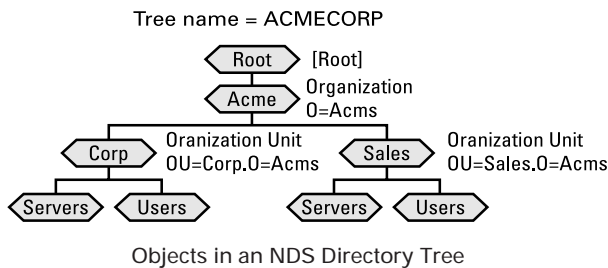 Tree name = ACMECORP
Root [Root]
Acme Organization
O=Acms
Corp Oranization Unit
OU=Corp.O=Acms
Sales Oranization Unit
OU=Sales.O=Acms
Servers Users Servers Users
Objects in an NDS Directory Tree